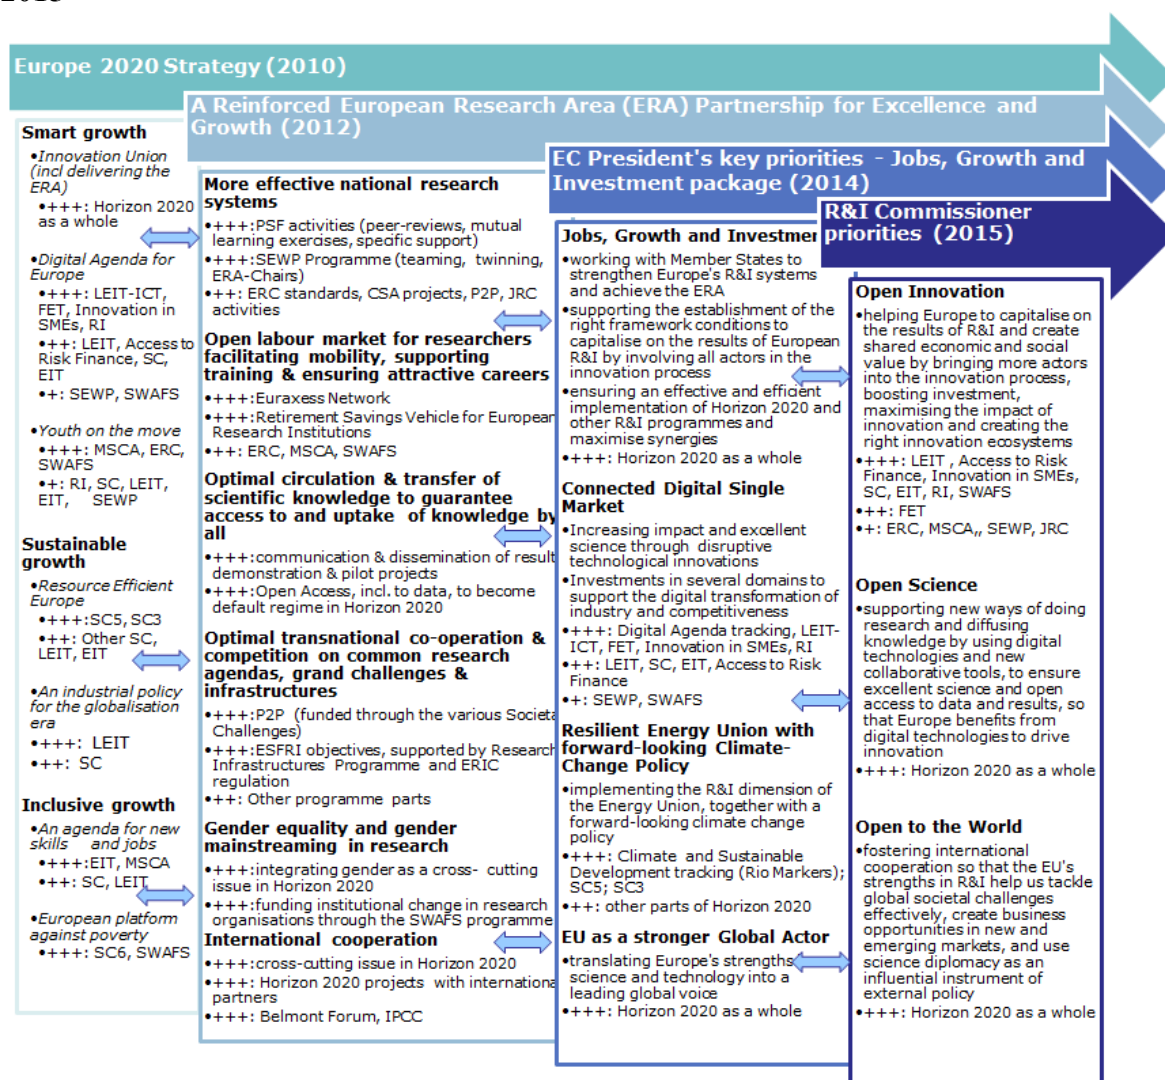 Europe 2020 Strategy (2010)
A Reinforced European Research Area (ERA) Partnership for Excellence and
Growth (2012)
EC President's key priorities - Jobs, Growth and
Investment package (2014)
R&I Commissioner
priorities (2015)
Smart growth
•Innovation Union
(incl delivering the
ERA)
•+++: Horizon 2020
as a whole
•Digital Agenda for
Europe
•+++: LEIT-ICT,
FET, Innovation in
SMEs, RI
•++: LEIT, Access to
Risk Finance, SC,
EIT
•+: SEWP, SWAFS
•Youth on the move
•+++: MSCA, ERC,
SWAFS
•+: RI, SC, LEIT,
EIT, SEWP
Sustainable
growth
•Resource Efficient
Europe
•+++:SC5, SC3
•++: Other SC,
LEIT, EIT
•An industrial policy
for the globalisation
era
•+++: LEIT
•++: SC
Inclusive growth
•An agenda for new
skills and jobs
•+++:EIT, MSCA
•++: SC, LEIT
•European platform
against poverty
•+++: SC6, SWAFS
More effective national research
systems
•+++:PSF activities (peer-reviews, mutual
learning exercises, specific support)
•+++:SEWP Programme (teaming, twinning,
ERA-Chairs)
•++: ERC standards, CSA projects, P2P, JRC
activities
Open labour market for researchers
facilitating mobility, supporting
training & ensuring attractive careers
•+++:Euraxess Network
•+++:Retirement Savings Vehicle for European
Research Institutions
•++: ERC, MSCA, SWAFS
Optimal circulation & transfer of
scientific knowledge to guarantee
access to and uptake of knowledge by
all
•+++:communication & dissemination of result
demonstration & pilot projects
•+++:Open Access, incl. to data, to become
default regime in Horizon 2020
Optimal transnational co-operation &
competition on common research
agendas, grand challenges &
infrastructures
•+++:P2P (funded through the various Societa
Challenges)
•+++:ESFRI objectives, supported by Research
Infrastructures Programme and ERIC
regulation
•++: Other programme parts
Gender equality and gender
mainstreaming in research
•+++:integrating gender as a cross- cutting
issue in Horizon 2020
•+++:funding institutional change in research
organisations through the SWAFS programme
International cooperation
•+++:cross-cutting issue in Horizon 2020
•+++: Horizon 2020 projects with internationa
partners
•+++: Belmont Forum, IPCC
Jobs, Growth and Investmen
•working with Member States to
strengthen Europe's R&I systems
and achieve the ERA
•supporting the establishment of the
right framework conditions to
capitalise on the results of European
R&I by involving all actors in the
innovation process
•ensuring an effective and efficient
implementation of Horizon 2020 and
other R&I programmes and
maximise synergies
•+++: Horizon 2020 as a whole
Connected Digital Single
Market
•Increasing impact and excellent
science through disruptive
technological innovations
•Investments in several domains to
support the digital transformation of
industry and competitiveness
•+++: Digital Agenda tracking, LEIT-
ICT, FET, Innovation in SMEs, RI
•++: LEIT, SC, EIT, Access to Risk
Finance
•+: SEWP, SWAFS
Resilient Energy Union with
forward-looking Climate-
Change Policy
•implementing the R&I dimension of
the Energy Union, together with a
forward-looking climate change
policy
•+++: Climate and Sustainable
Development tracking (Rio Markers);
SC5; SC3
•++: other parts of Horizon 2020
EU as a stronger Global Actor
•translating Europe's strengths
science and technology into a
leading global voice
•+++: Horizon 2020 as a whole
Open Innovation
•helping Europe to capitalise on
the results of R&I and create
shared economic and social
value by bringing more actors
into the innovation process,
boosting investment,
maximising the impact of
innovation and creating the
right innovation ecosystems
•+++: LEIT , Access to Risk
Finance, Innovation in SMEs,
SC, EIT, RI, SWAFS
•++: FET
•+: ERC, MSCA,, SEWP, JRC
Open Science
•supporting new ways of doing
research and diffusing
knowledge by using digital
technologies and new
collaborative tools, to ensure
excellent science and open
access to data and results, so
that Europe benefits from
digital technologies to drive
innovation
•+++: Horizon 2020 as a whole
Open to the World
•fostering international
cooperation so that the EU's
strengths in R&I help us tackle
global societal challenges
effectively, create business
opportunities in new and
emerging markets, and use
science diplomacy as an
influential instrument of
external policy
•+++: Horizon 2020 as a whole